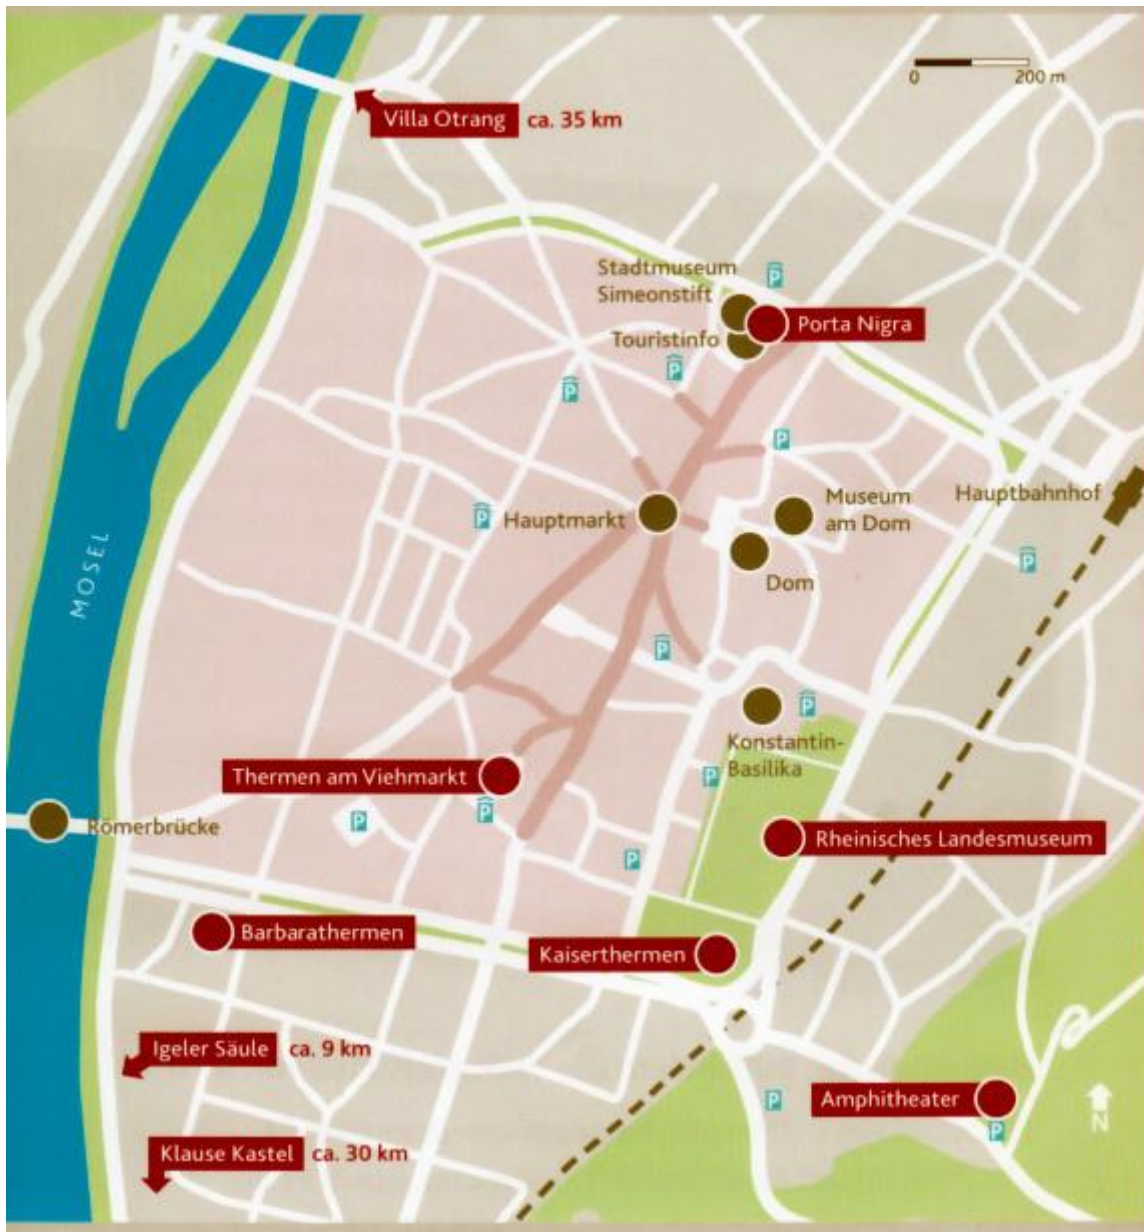 0 200 m
Villa Otrang ca. 35 km
Stadtmuseum
Simeonstift
P
Porta Nigra
Touristinfo
P
P
P
Museum
am Dom
Hauptbahnhof
P
Hauptmarkt
MOSEL
P
Dom
P
P
Konstantin-
Basilika
Thermen am Viehmarkt
P
P
P
Römerbrücke
Rheinisches Landesmuseum
P
Barbarathermen
Kaiserthermen
Igeler Säule ca. 9 km
P
Amphitheater
N
P
Klause Kastel ca. 30 km